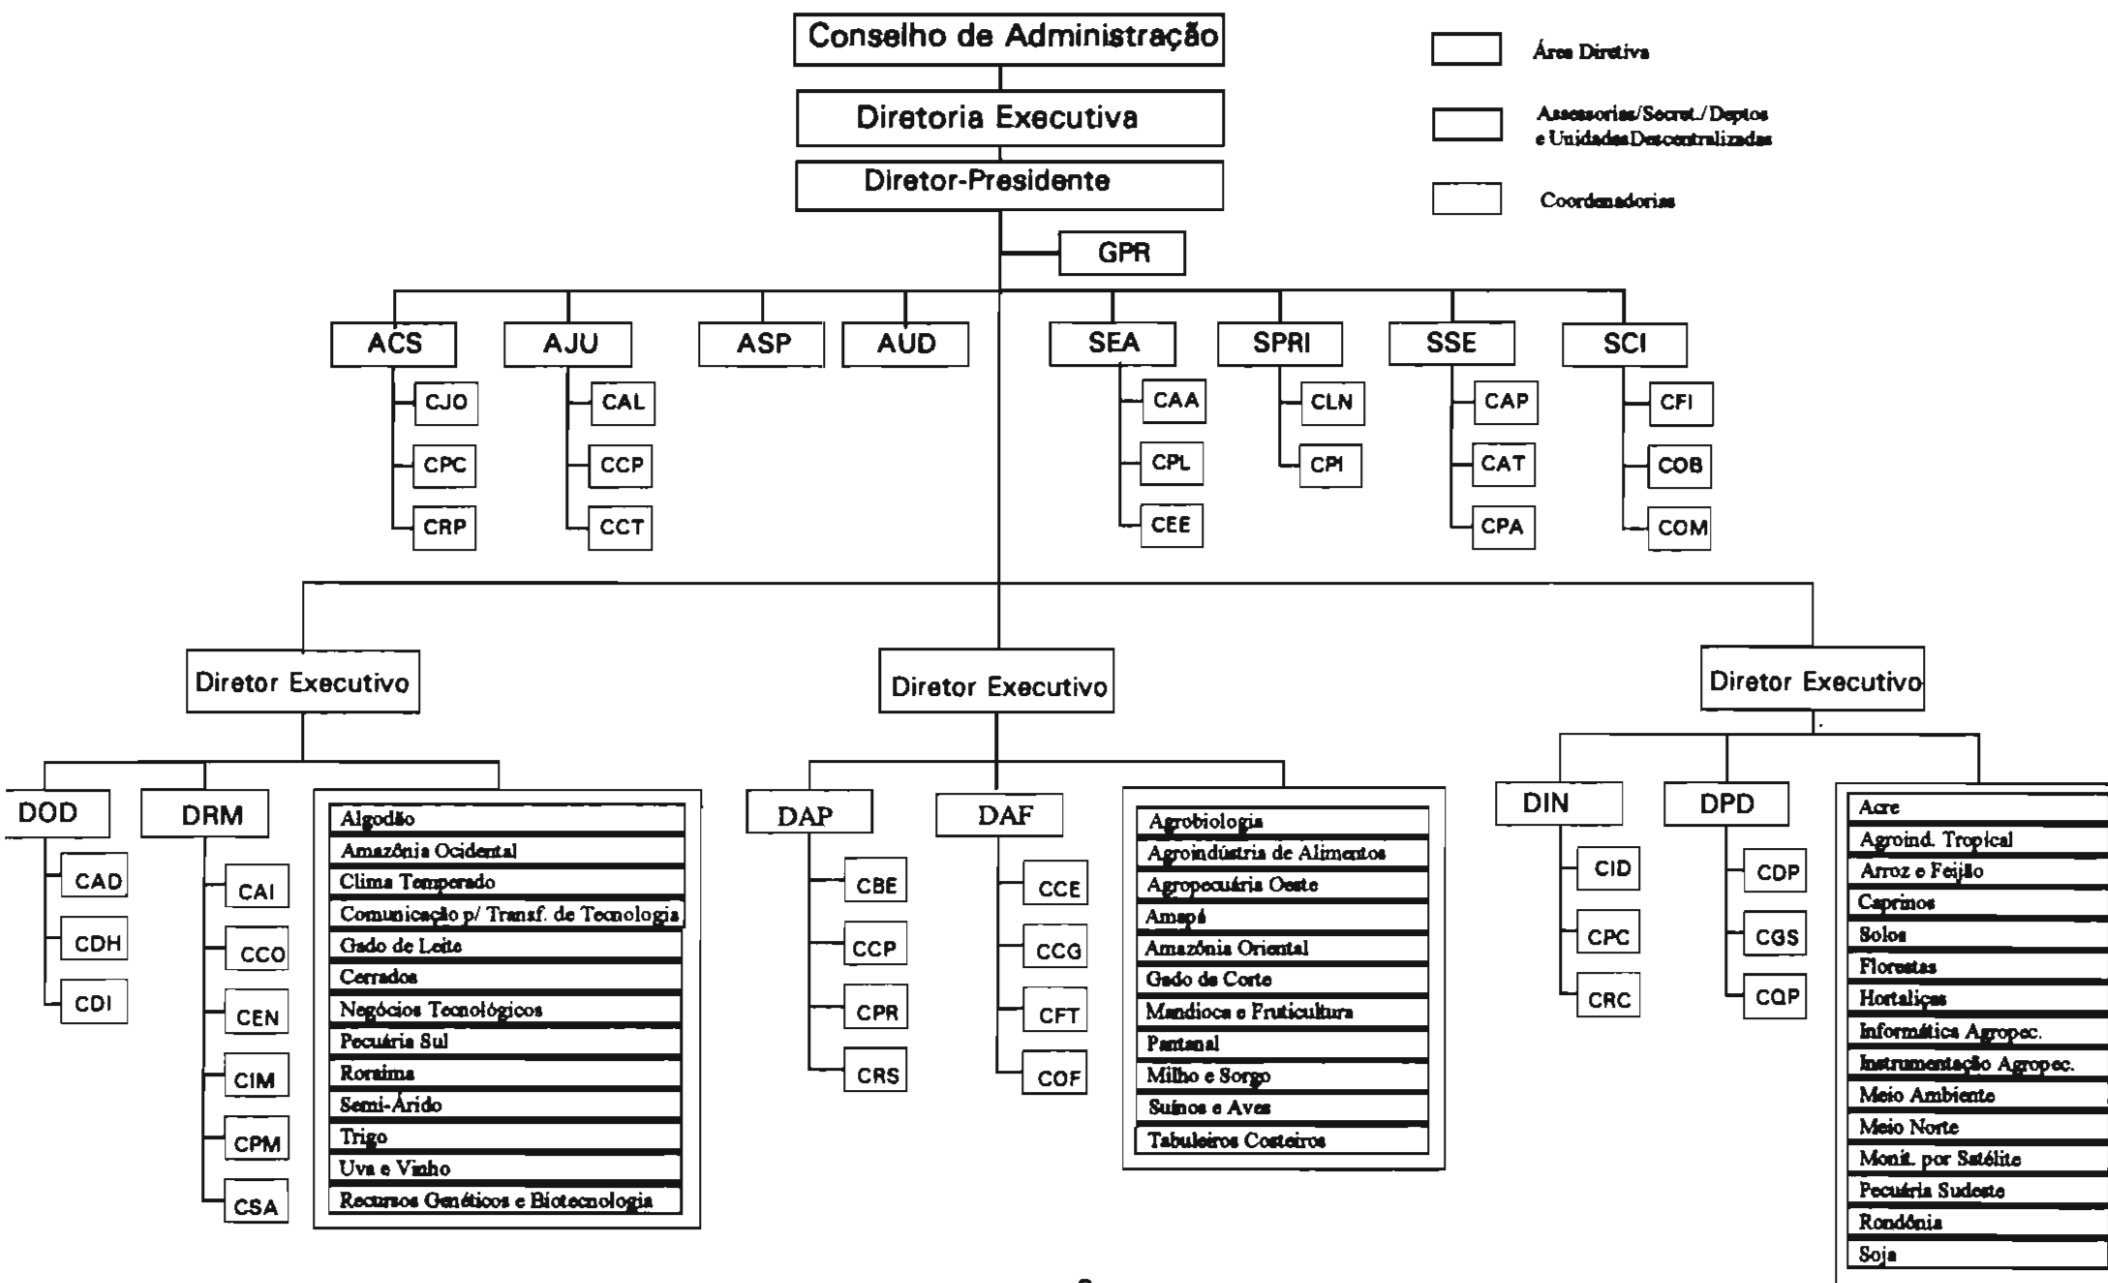 Conselho de Administração
Diretoria Executiva
Diretor-Presidente
Área Diretiva
Assessorias/Secret./Deptos
e Unidades Descentralizadas
Coordenadorias
GPR
ACS
AJU
ASP
AUD
SEA
SPRI
SSE
SCI
CJO
CPC
CRP
CAL
CCP
CCT
CAA
CPL
CEE
CLN
CPI
CAP
CAT
CPA
CFI
COB
COM
Diretor Executivo
Diretor Executivo
Diretor Executivo
DOD
CAD
CDH
CDI
DRM
CAI
CCO
CEN
CIM
CPM
CSA
Algodão
Amazônia Ocidental
Clima Temperado
Comunicação p/ Transf. de Tecnologia
Gado de Leite
Cerrados
Negócios Tecnológicos
Pecuária Sul
Roraima
Semi-Árido
Trigo
Uva e Vinho
Recursos Genéticos e Biotecnologia
DAP
CBE
CCP
CPR
CRS
DAF
CCE
CCG
CFT
COF
Agrobiologia
Agroindústria de Alimentos
Agropecuária Oeste
Amapá
Amazônia Oriental
Gado de Corte
Mandioca e Fruticultura
Pantanal
Milho e Sorgo
Suínos e Aves
Tabuleiros Costeiros
DIN
CID
CPC
CRC
DPD
CDP
CGS
CQP
Acre
Agroind. Tropical
Arroz e Feijão
Caprinos
Solos
Florestas
Hortaliças
Informática Agropec.
Instrumentação Agropec.
Meio Ambiente
Meio Norte
Monit. por Satélite
Pecuária Sudeste
Rondônia
Soja